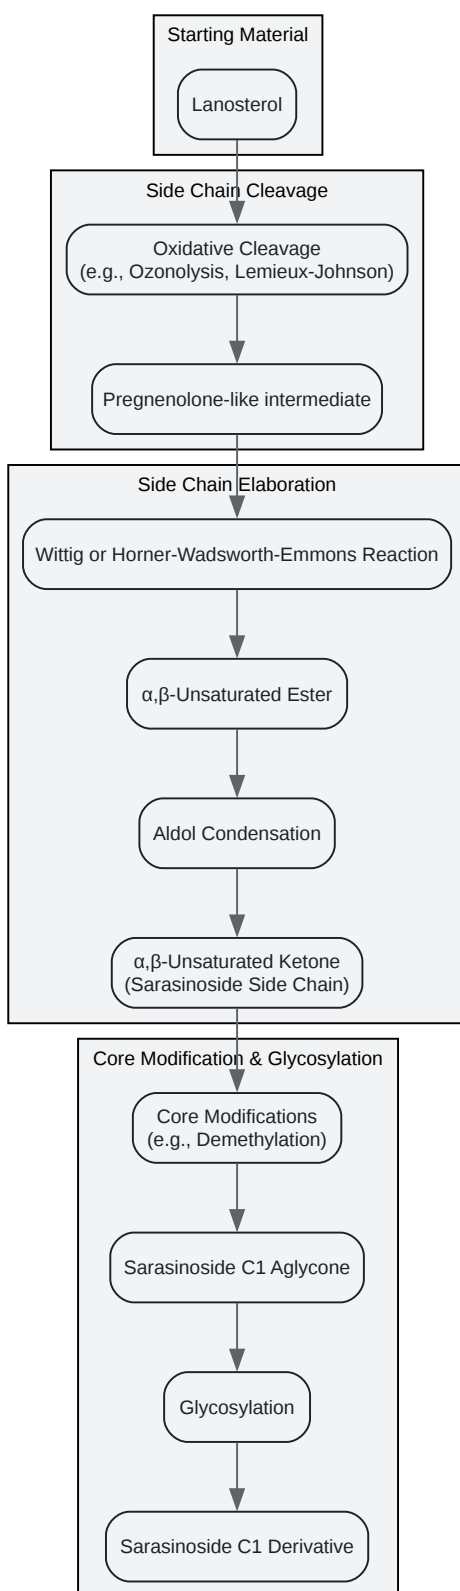 Starting Material
Lanosterol
Side Chain Cleavage
Oxidative Cleavage
(e.g., Ozonolysis, Lemieux-Johnson)
Pregnenolone-like intermediate
Side Chain Elaboration
Wittig or Horner-Wadsworth-Emmons Reaction
α,β-Unsaturated Ester
Aldol Condensation
α,β-Unsaturated Ketone
(Sarasinoside Side Chain)
Core Modification & Glycosylation
Core Modifications
(e.g., Demethylation)
Sarasinoside C1 Aglycone
Glycosylation
Sarasinoside C1 Derivative